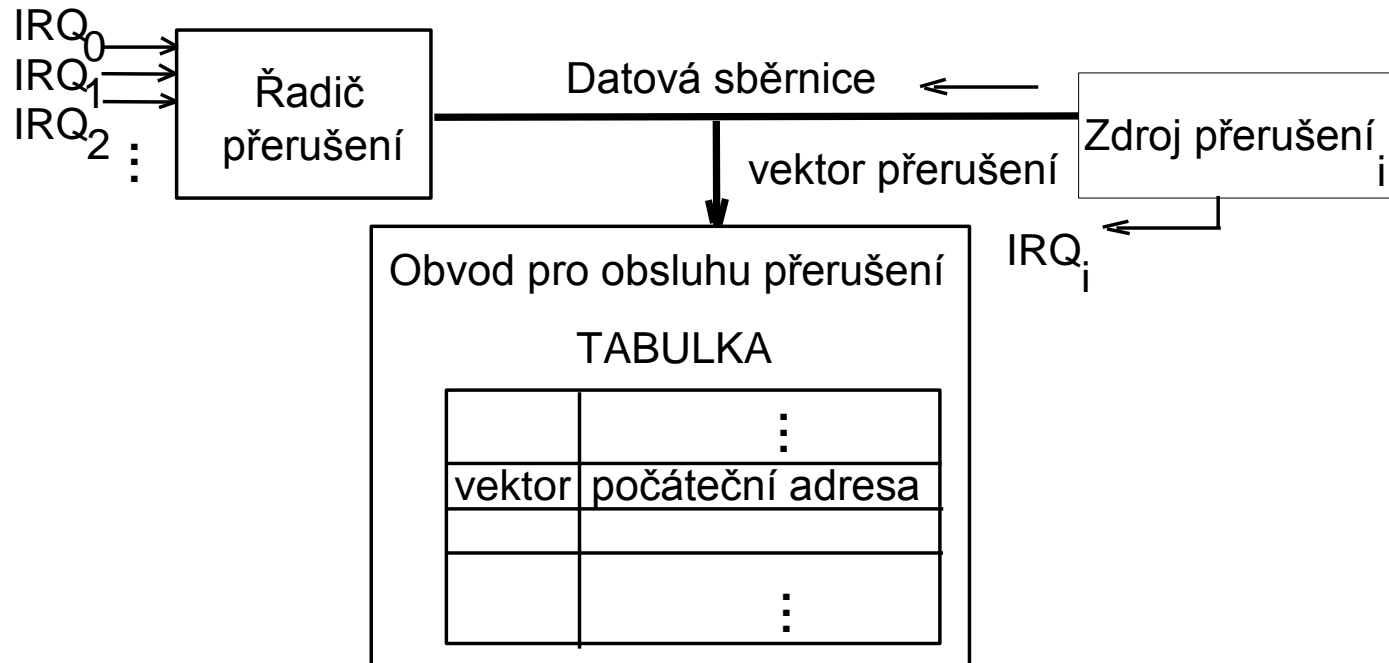 IRQ0
IRQ1
IRQ2
⋮
Řadič
přerušení
Datová sběrnice
vektor přerušení
Zdroj přerušení i
IRQi
Obvod pro obsluhu přerušení
TABULKA
⋮
vektor počáteční adresa
⋮